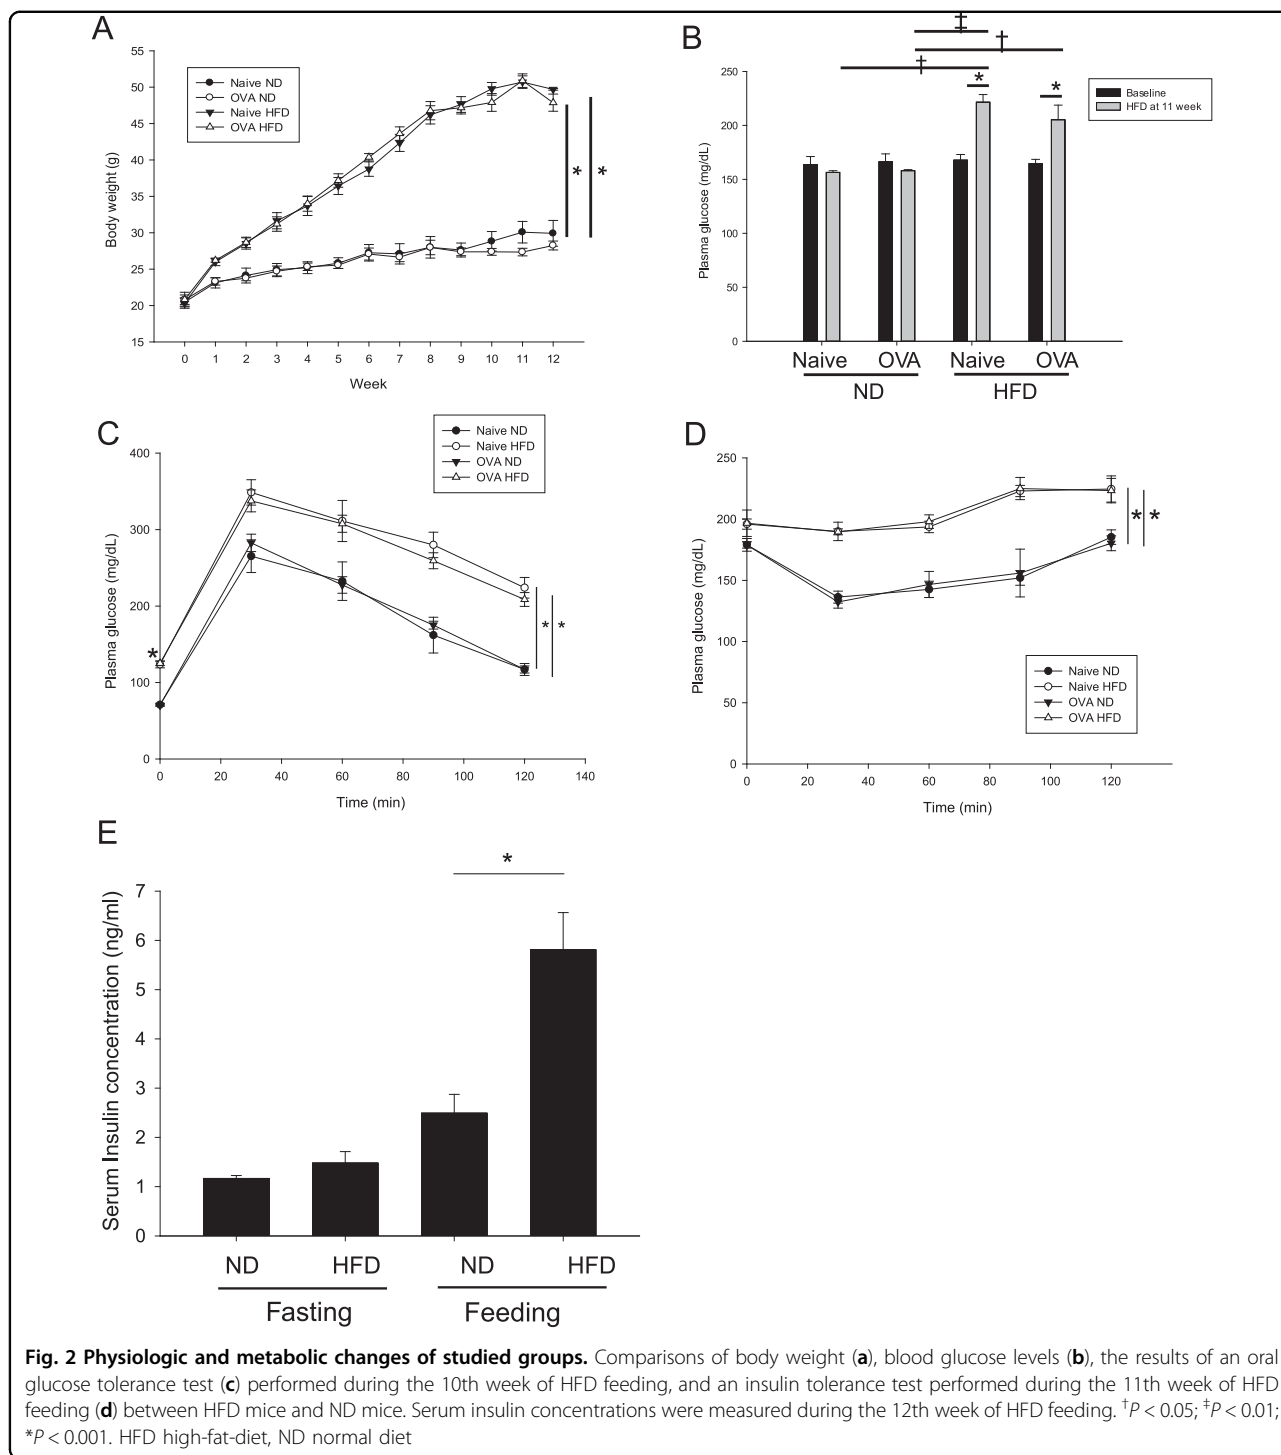 A
Body weight (g)
55
50
45
40
35
30
25
20
15
Naive ND
OVA ND
Naive HFD
OVA HFD
* *
0 1 2 3 4 5 6 7 8 9 10 11 12
Week
B
‡
†
†
* *
Plasma glucose (mg/dL)
250
200
150
100
50
0
Baseline
HFD at 11 week
Naive OVA Naive OVA
ND HFD
C
Plasma glucose (mg/dL)
400
300
200
100
0
Naive ND
Naive HFD
OVA ND
OVA HFD
*
* *
0 20 40 60 80 100 120 140
Time (min)
D
Plasma glucose (mg/dL)
250
200
150
100
50
0
* *
Naive ND
Naive HFD
OVA ND
OVA HFD
0 20 40 60 80 100 120
Time (min)
E
Serum Insulin concentration (ng/ml)
*
7
6
5
4
3
2
1
0
ND HFD ND HFD
Fasting Feeding
Fig. 2 Physiologic and metabolic changes of studied groups. Comparisons of body weight (a), blood glucose levels (b), the results of an oral
glucose tolerance test (c) performed during the 10th week of HFD feeding, and an insulin tolerance test performed during the 11th week of HFD
feeding (d) between HFD mice and ND mice. Serum insulin concentrations were measured during the 12th week of HFD feeding. †P < 0.05; ‡P < 0.01;
*P < 0.001. HFD high-fat-diet, ND normal diet